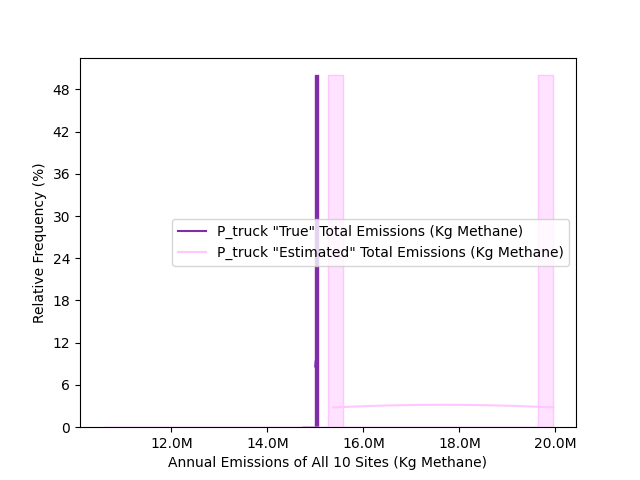 48
42
36
30
24
18
12
6
0
Relative Frequency (%)
P_truck "True" Total Emissions (Kg Methane)
P_truck "Estimated" Total Emissions (Kg Methane)
12.0M 14.0M 16.0M 18.0M 20.0M
Annual Emissions of All 10 Sites (Kg Methane)